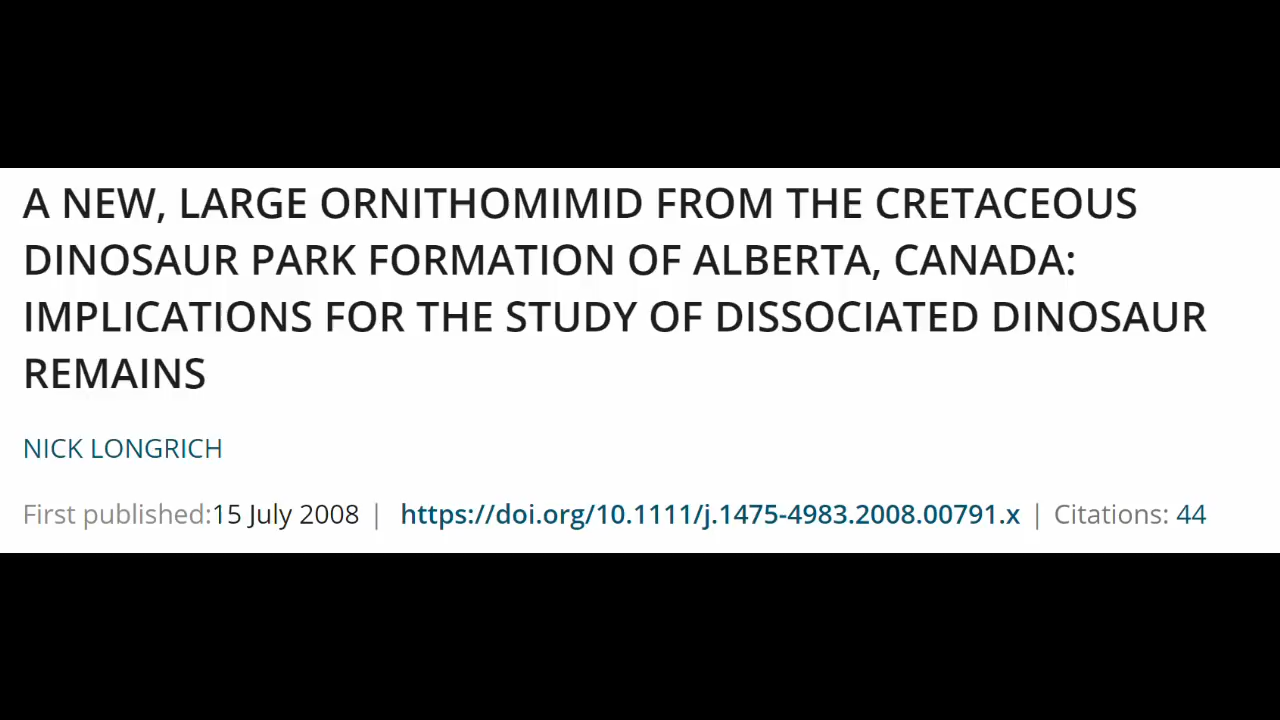 A NEW, LARGE ORNITHOMIMID FROM THE CRETACEOUS
DINOSAUR PARK FORMATION OF ALBERTA, CANADA:
IMPLICATIONS FOR THE STUDY OF DISSOCIATED DINOSAUR
REMAINS
NICK LONGRICH
First published:15 July 2008 | https://doi.org/10.1111/j.1475-4983.2008.00791.x | Citations: 44